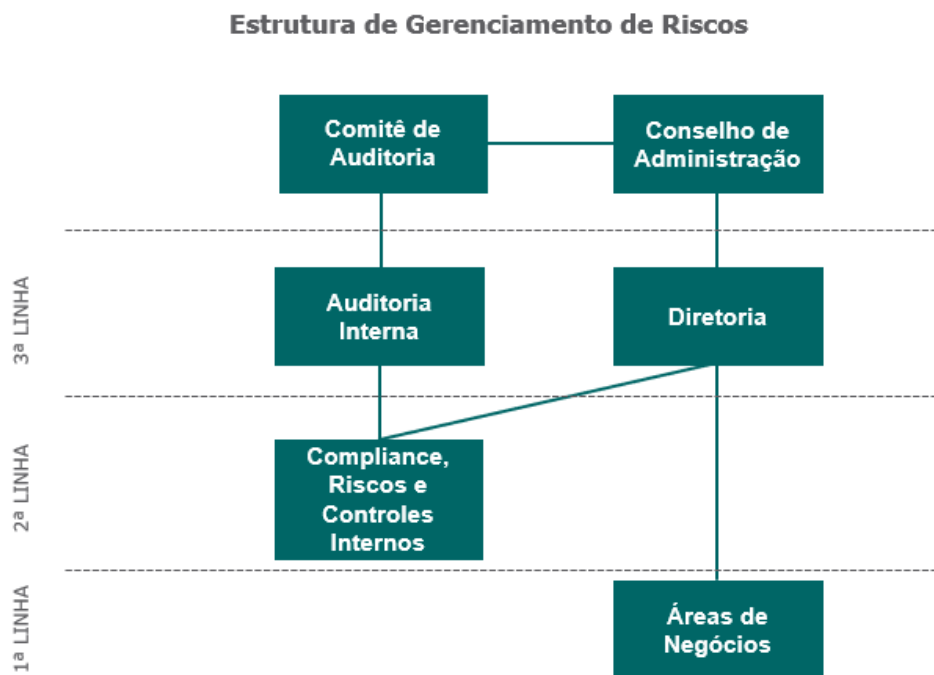 Estrutura de Gerenciamento de Riscos
Comitê de
Auditoria
Conselho de
Administração
3ª LINHA
Auditoria
Interna
Diretoria
2ª LINHA
Compliance,
Riscos e
Controles
Internos
1ª LINHA
Áreas de
Negócios